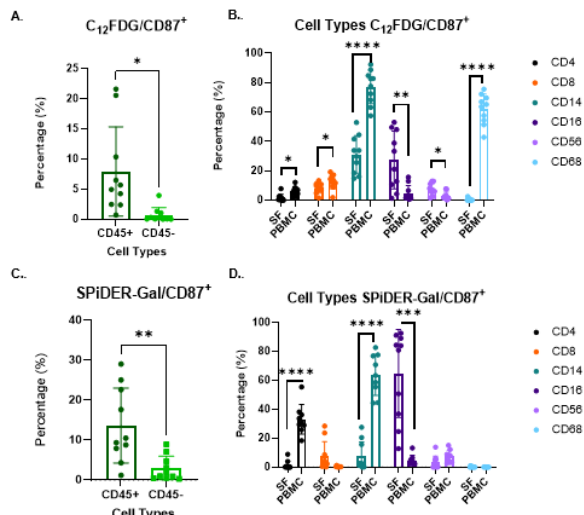 A.
C₁₂FDG/CD87⁺
*
Percentage (%)
25
20
15
10
5
0
CD45+ CD45-
Cell Types
B..
Cell Types C₁₂FDG/CD87⁺
**** **** ** * * *
Percentage (%)
100
80
60
40
20
0
SF PBMC SF PBMC SF PBMC SF PBMC SF PBMC SF PBMC
CD4
CD8
CD14
CD16
CD56
CD68
C..
SPiDER-Gal/CD87⁺
**
Percentage (%)
40
30
20
10
0
CD45+ CD45-
Cell Types
D..
Cell Types SPiDER-Gal/CD87⁺
**** **** ***
Percentage (%)
100
80
60
40
20
0
SF PBMC SF PBMC SF PBMC SF PBMC SF PBMC SF PBMC
CD4
CD8
CD14
CD16
CD56
CD68